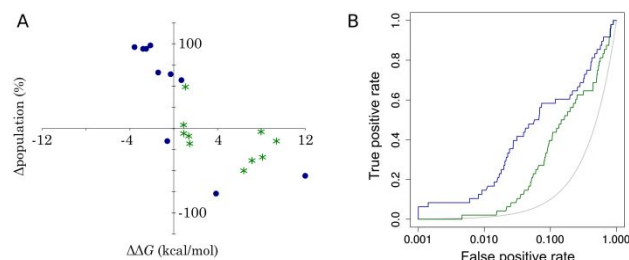 A
100
Δpopulation (%)
-12
-4
4
12
-100
ΔΔG (kcal/mol)
B
True positive rate
0.0 0.2 0.4 0.6 0.8 1.0
0.001 0.010 0.100 1.000
False positive rate